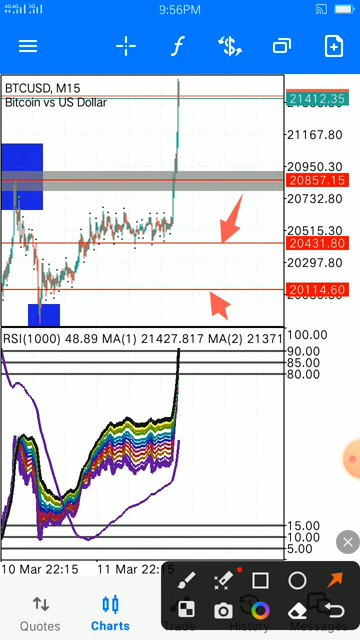 9:56PM
BTCUSD, M15
Bitcoin vs US Dollar
21412.35
21167.80
20950.30
20857.15
20732.80
20515.30
20431.80
20297.80
20114.60
RSI(1000) 48.89 MA(1) 21427.817 MA(2) 21371
100.00
90.00
85.00
80.00
15.00
10.00
5.00
10 Mar 22:15 11 Mar 22:15
Quotes
Charts
Trade
History
Messages